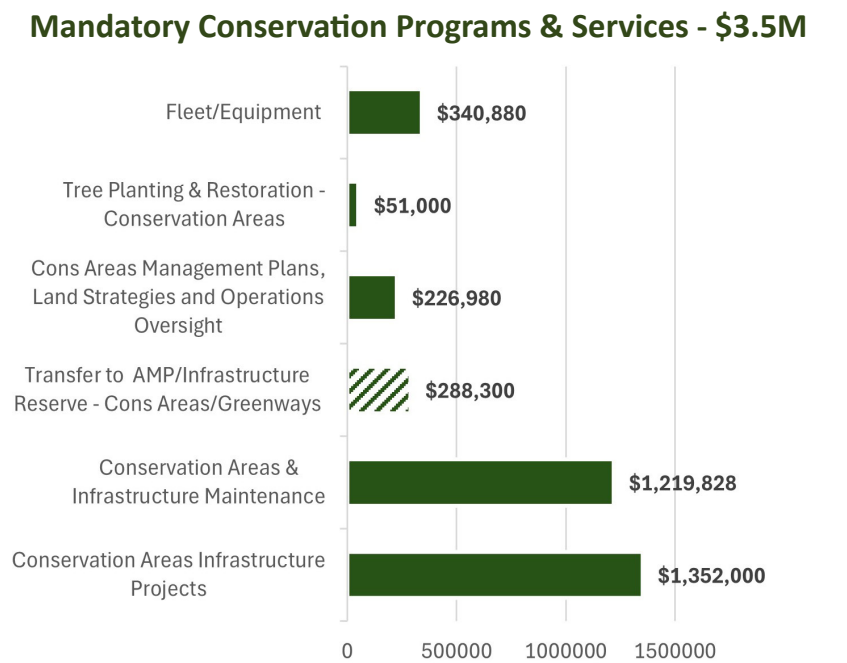 Mandatory Conservation Programs & Services - $3.5M
Fleet/Equipment
$340,880
Tree Planting & Restoration -
Conservation Areas
$51,000
Cons Areas Management Plans,
Land Strategies and Operations
Oversight
$226,980
Transfer to AMP/Infrastructure
Reserve - Cons Areas/Greenways
$288,300
Conservation Areas &
Infrastructure Maintenance
$1,219,828
Conservation Areas Infrastructure
Projects
$1,352,000
0 500000 1000000 1500000